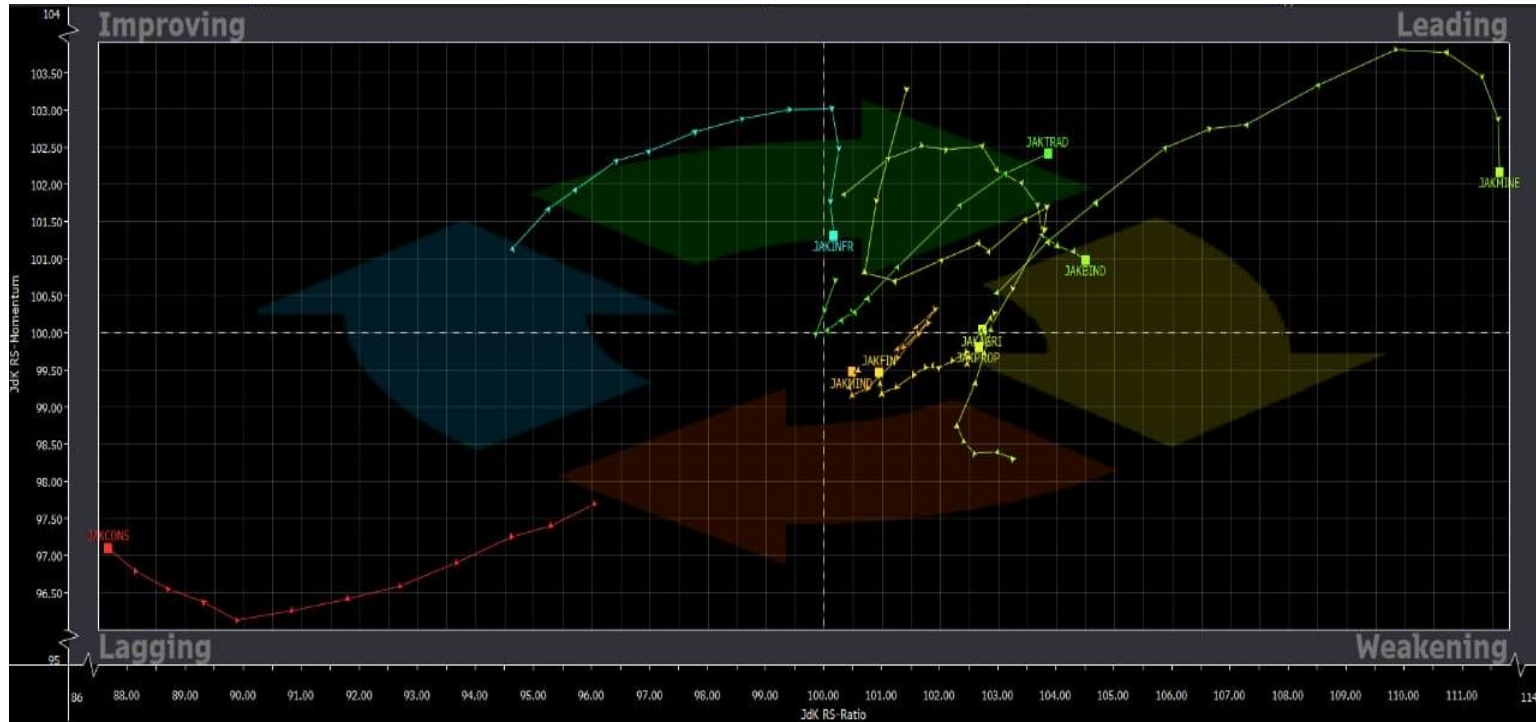 104
Improving
Leading
103.50
103.00
102.50
102.00
101.50
101.00
100.50
100.00
99.50
99.00
98.50
98.00
97.50
97.00
96.50
95
JdK RS-Momentum
JAKTRAD
JAKMINE
JAKINFR
JAKBIND
JAKAGRI
JAKPROP
JAKFIN
JAKMIND
JAKCONS
Lagging
Weakening
86 88.00 89.00 90.00 91.00 92.00 93.00 94.00 95.00 96.00 97.00 98.00 99.00 100.00 101.00 102.00 103.00 104.00 105.00 106.00 107.00 108.00 109.00 110.00 111.00 114
JdK RS-Ratio